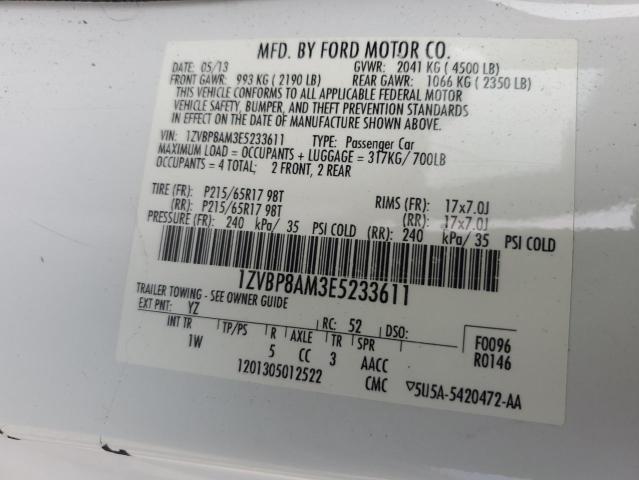 MFD. BY FORD MOTOR CO.
DATE: 05/13 GVWR: 2041 KG ( 4500 LB)
FRONT GAWR: 993 KG ( 2190 LB) REAR GAWR: 1066 KG ( 2350 LB)
THIS VEHICLE CONFORMS TO ALL APPLICABLE FEDERAL MOTOR
VEHICLE SAFETY, BUMPER, AND THEFT PREVENTION STANDARDS
IN EFFECT ON THE DATE OF MANUFACTURE SHOWN ABOVE.
VIN: 1ZVBP8AM3E5233611 TYPE: Passenger Car
MAXIMUM LOAD = OCCUPANTS + LUGGAGE = 317KG/ 700LB
OCCUPANTS = 4 TOTAL; 2 FRONT, 2 REAR
TIRE (FR): P215/65R17 98T RIMS (FR): 17x7.0J
(RR): P215/65R17 98T (RR): 17x7.0J
PRESSURE (FR): 240 kPa/ 35 PSI COLD (RR): 240 kPa/ 35 PSI COLD
1ZVBP8AM3E5233611
TRAILER TOWING - SEE OWNER GUIDE
EXT PNT: YZ RC: 52 DSO: F0096
INT TR TP/PS R AXLE TR SPR R0146
1W 5 CC 3 AACC
1201305012522 CMC ▽5U5A-5420472-AA